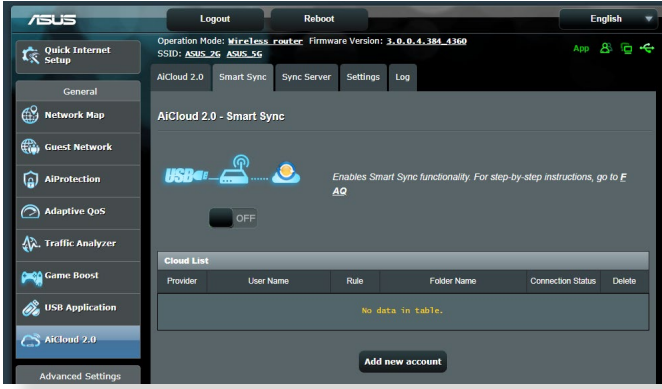 ASUS
Logout
Reboot
English
Quick Internet
Setup
General
Network Map
Guest Network
AiProtection
Adaptive QoS
Traffic Analyzer
Game Boost
USB Application
AiCloud 2.0
Advanced Settings
Operation Mode: Wireless router Firmware Version: 3.0.0.4.384_4360
SSID: ASUS_2G ASUS_5G
App
AiCloud 2.0 Smart Sync Sync Server Settings Log
AiCloud 2.0 - Smart Sync
USB
Enables Smart Sync functionality. For step-by-step instructions, go to F
AQ
OFF
Cloud List
Provider User Name Rule Folder Name Connection Status Delete
No data in table.
Add new account